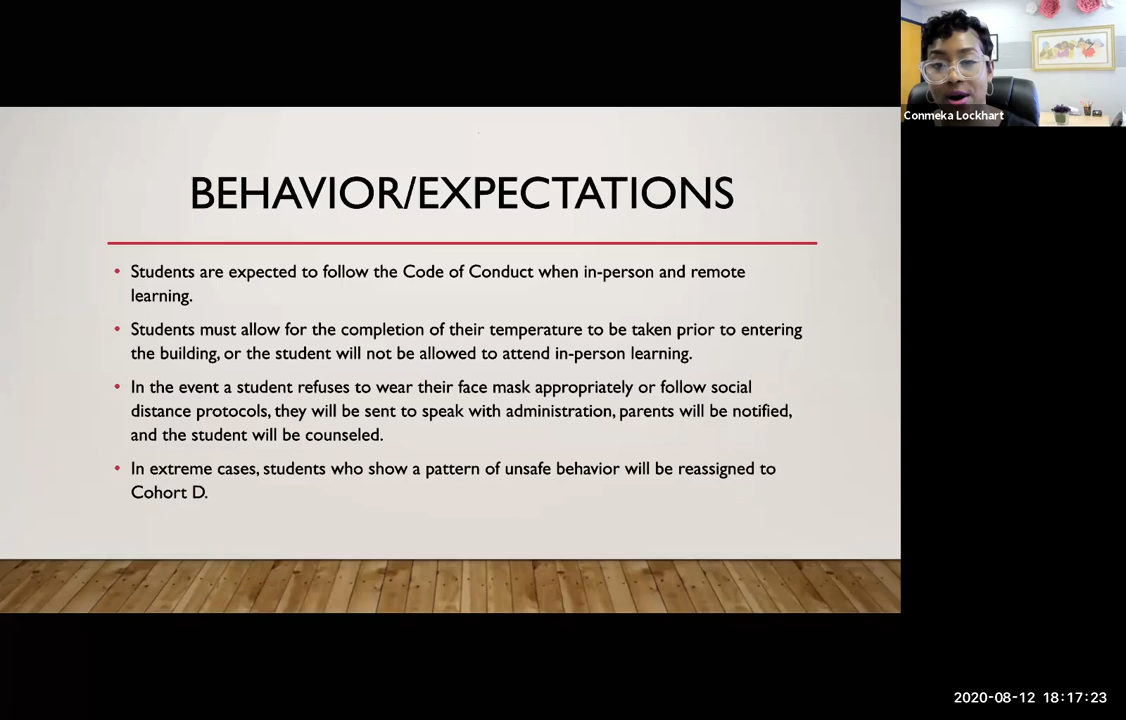 Conmeka Lockhart
BEHAVIOR/EXPECTATIONS
• Students are expected to follow the Code of Conduct when in-person and remote
learning.
• Students must allow for the completion of their temperature to be taken prior to entering
the building, or the student will not be allowed to attend in-person learning.
• In the event a student refuses to wear their face mask appropriately or follow social
distance protocols, they will be sent to speak with administration, parents will be notified,
and the student will be counseled.
• In extreme cases, students who show a pattern of unsafe behavior will be reassigned to
Cohort D.
2020-08-12 18:17:23